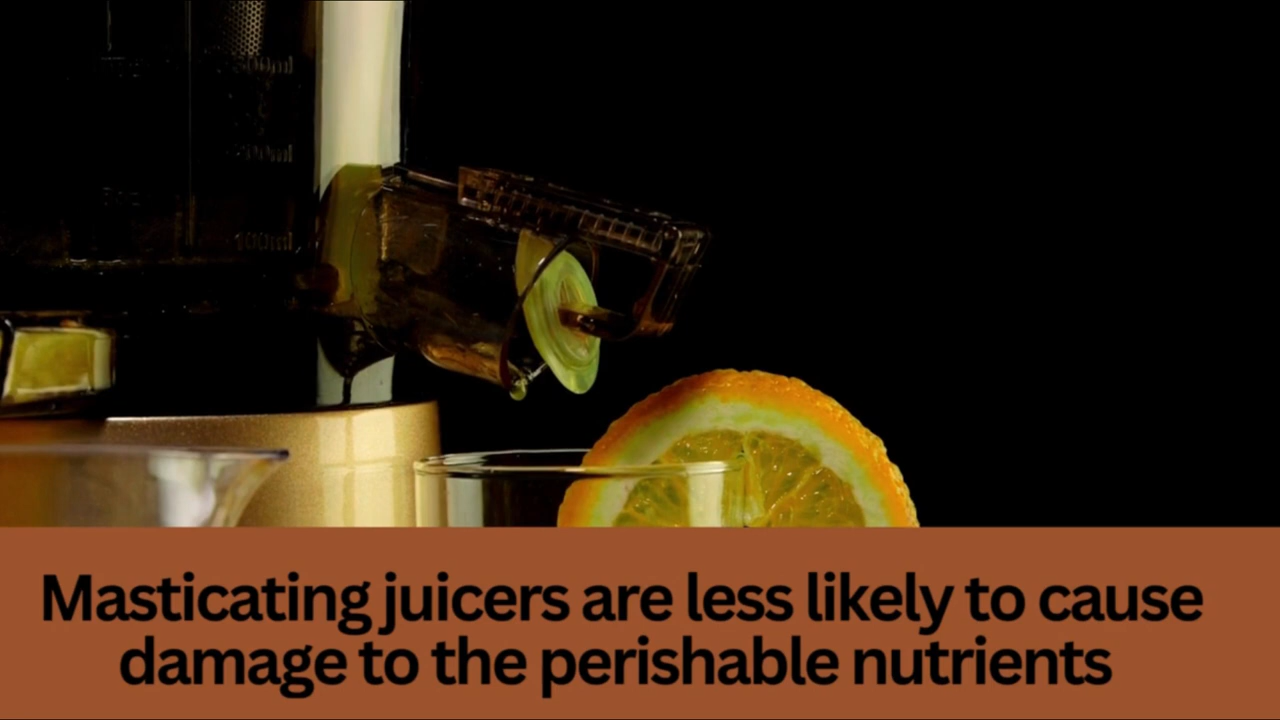 Masticating juicers are less likely to cause
damage to the perishable nutrients